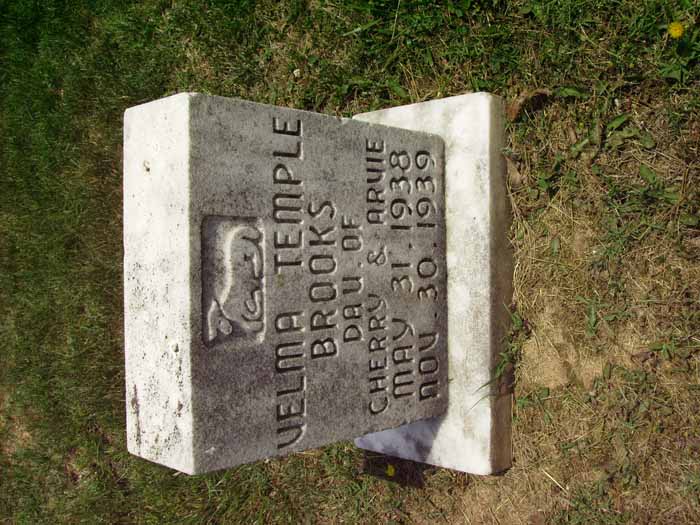 VELMA TEMPLE
BROOKS
DAU. OF
CHERRY & ARVIE
MAY 31. 1938
NOV. 30. 1939